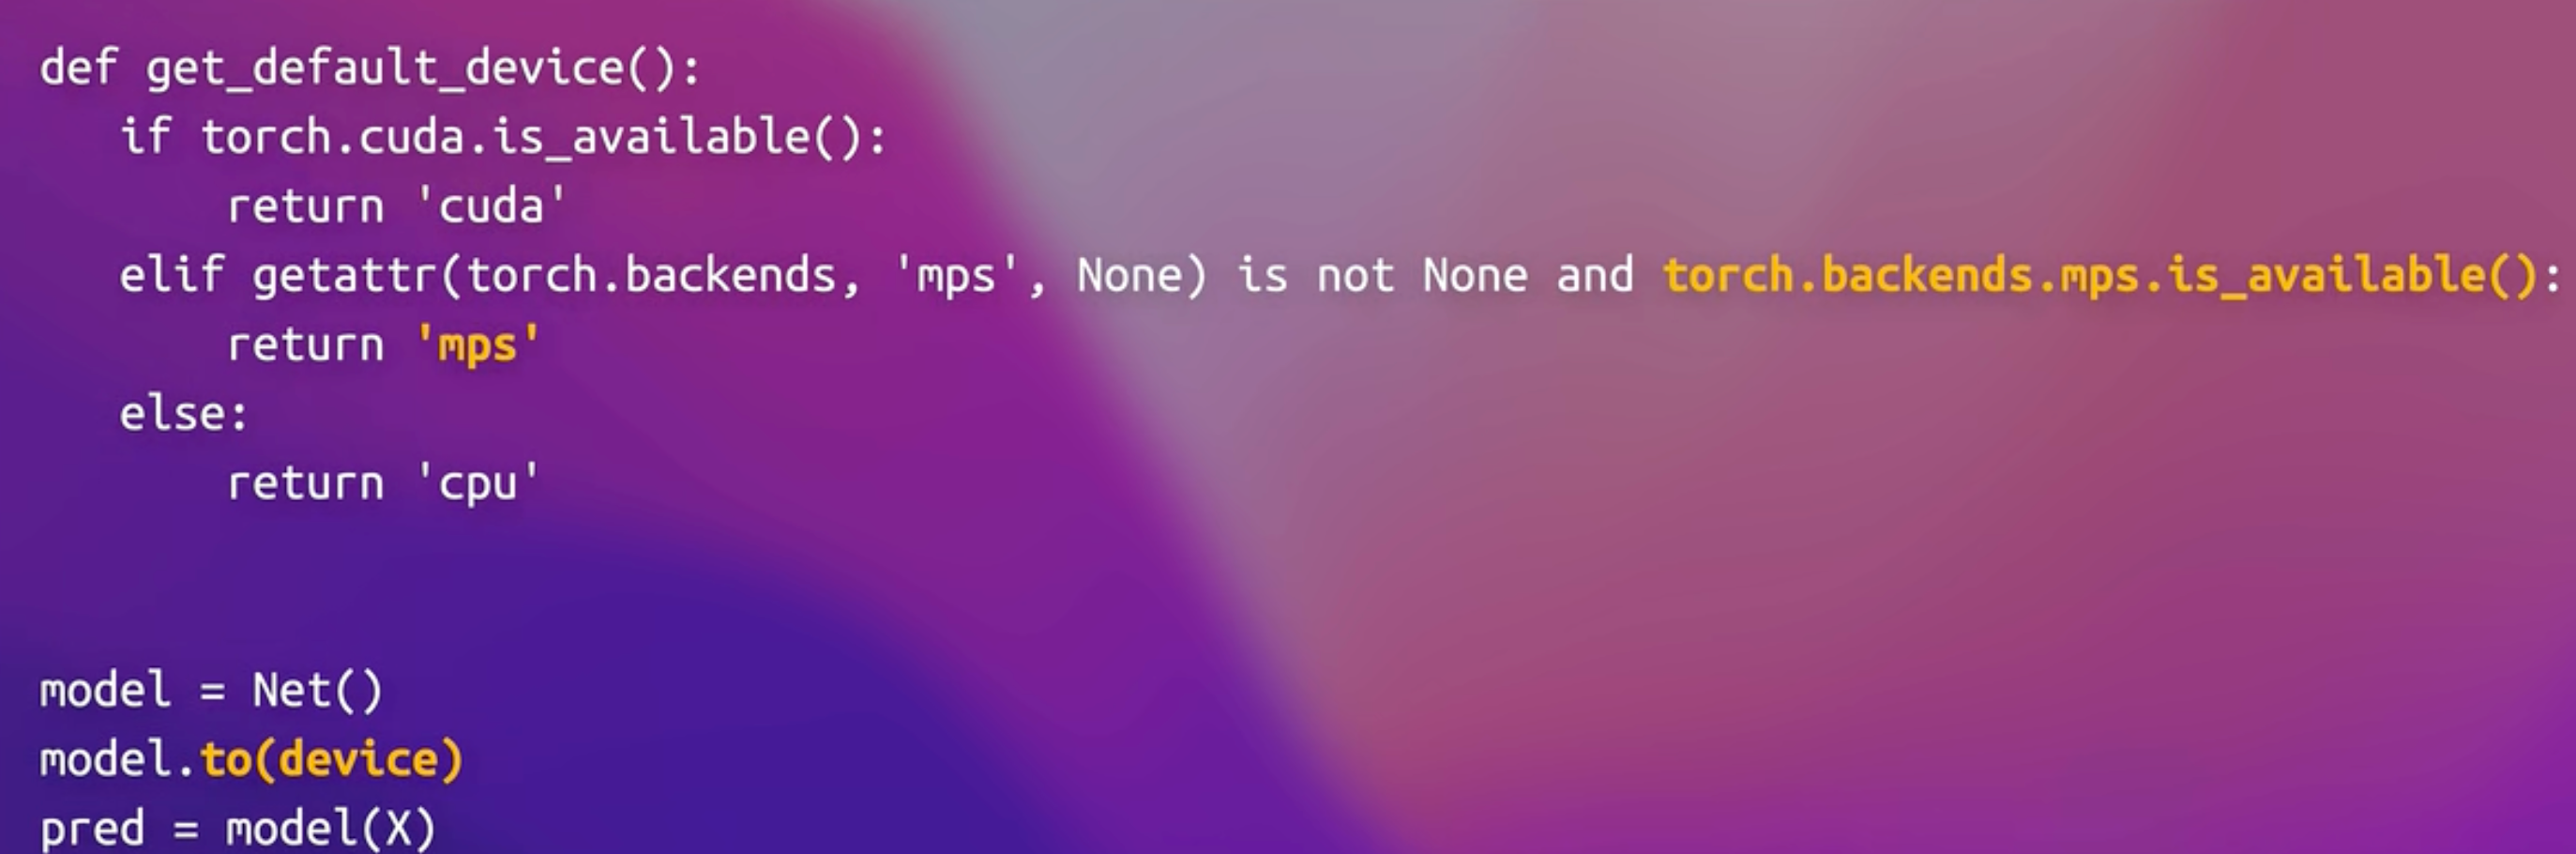 def get_default_device():
if torch.cuda.is_available():
return 'cuda'
elif getattr(torch.backends, 'mps', None) is not None and torch.backends.mps.is_available():
return 'mps'
else:
return 'cpu'
model = Net()
model.to(device)
pred = model(X)